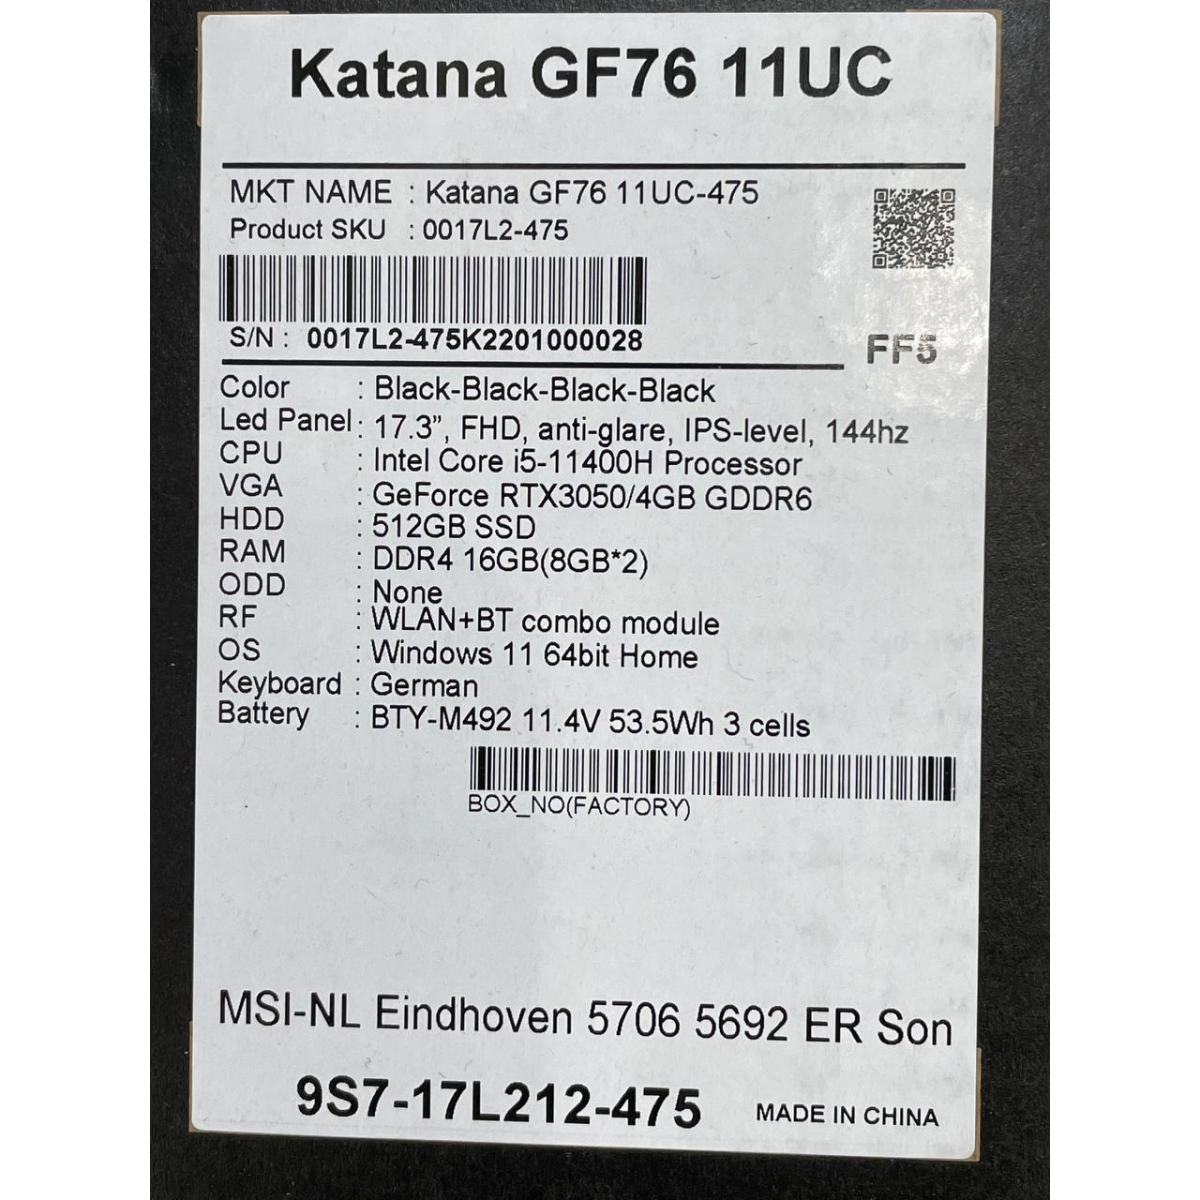 Katana GF76 11UC
MKT NAME : Katana GF76 11UC-475
Product SKU : 0017L2-475
S/N : 0017L2-475K2201000028
FF5
Color : Black-Black-Black-Black
Led Panel : 17.3”, FHD, anti-glare, IPS-level, 144hz
CPU : Intel Core i5-11400H Processor
VGA : GeForce RTX3050/4GB GDDR6
HDD : 512GB SSD
RAM : DDR4 16GB(8GB*2)
ODD : None
RF : WLAN+BT combo module
OS : Windows 11 64bit Home
Keyboard : German
Battery : BTY-M492 11.4V 53.5Wh 3 cells
BOX_NO(FACTORY)
MSI-NL Eindhoven 5706 5692 ER Son
9S7-17L212-475 MADE IN CHINA